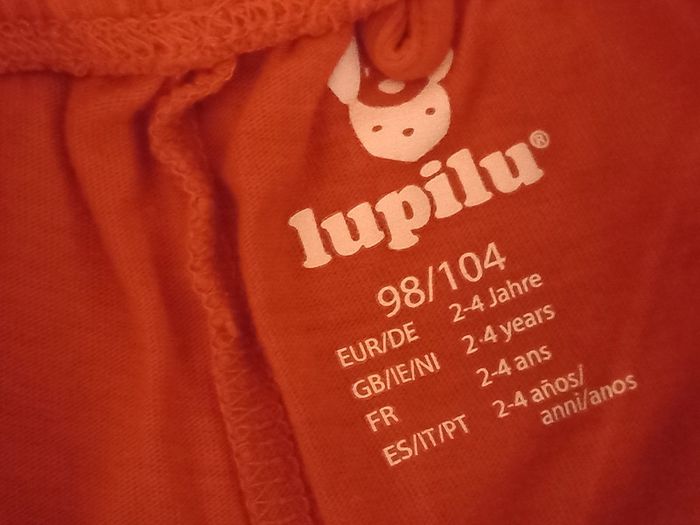 lupilu®
98/104
EUR/DE 2-4 Jahre
GB/IE/NI 2-4 years
FR 2-4 ans
ES/IT/PT 2-4 años/
anni/anos